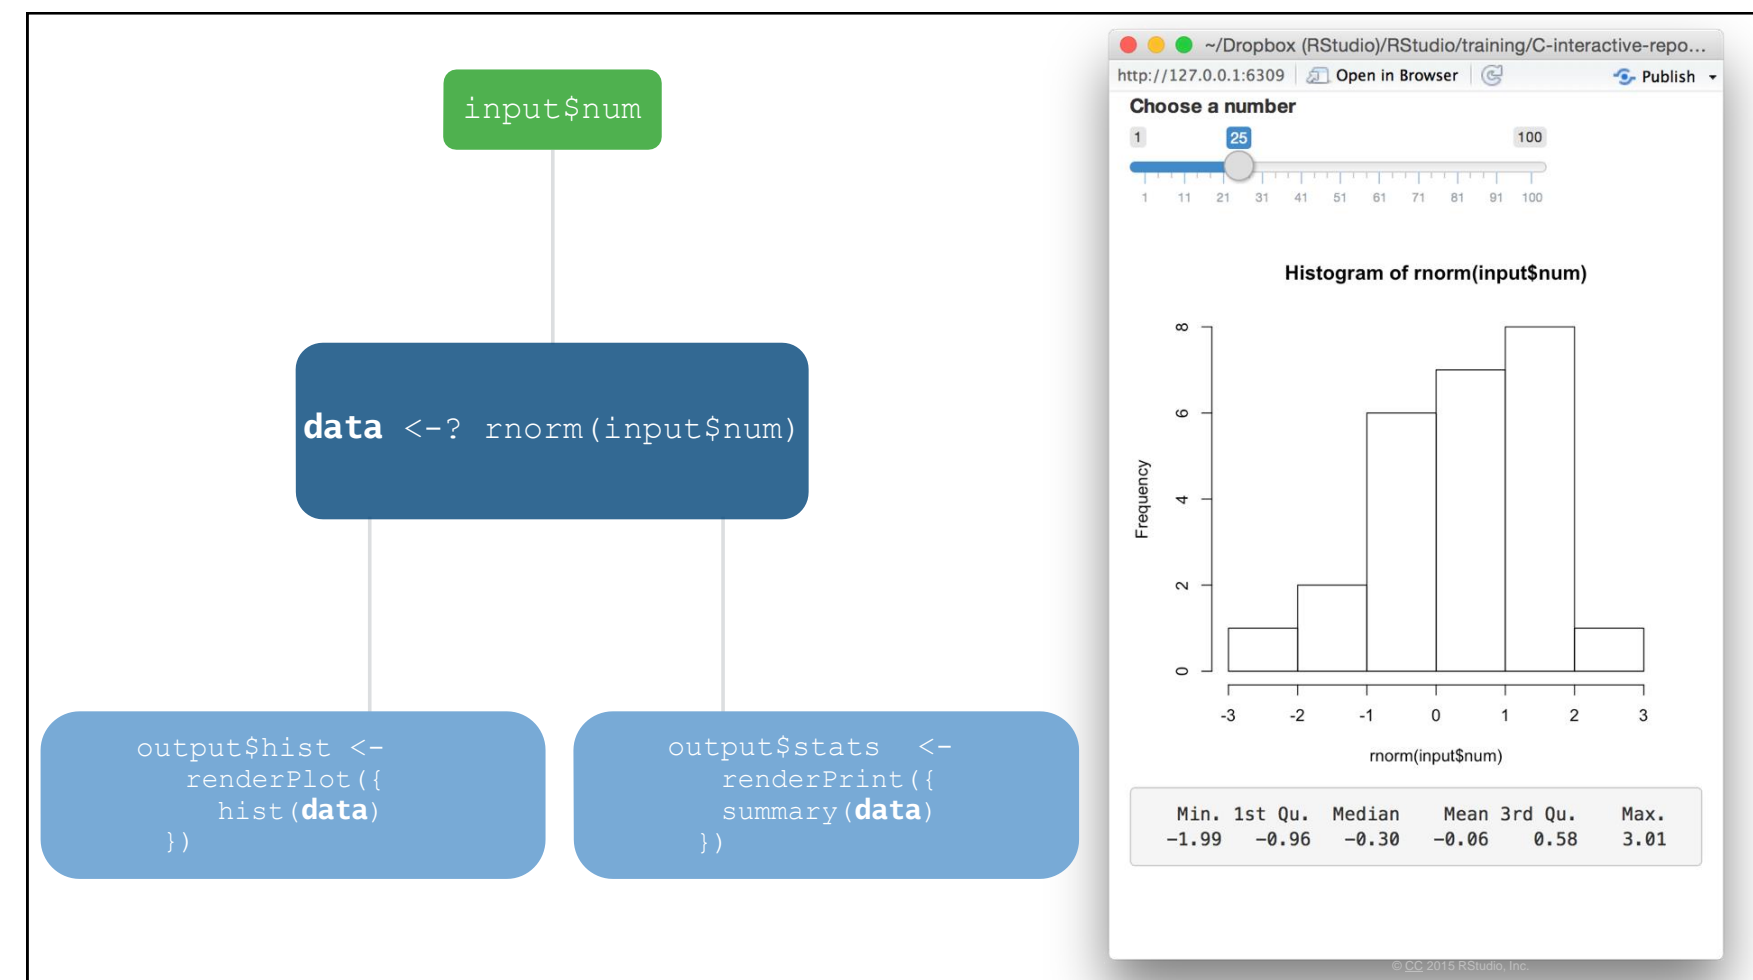 input$num
data <-? rnorm(input$num)
output$hist <-
renderPlot({
hist(data)
})
output$stats <-
renderPrint({
summary(data)
})
~/Dropbox (RStudio)/RStudio/training/C-interactive-repo...
http://127.0.0.1:6309 Open in Browser Publish
Choose a number
1 25 100
1 11 21 31 41 51 61 71 81 91 100
Histogram of rnorm(input$num)
8
6
4
2
0
Frequency
-3 -2 -1 0 1 2 3
rnorm(input$num)
Min. 1st Qu. Median Mean 3rd Qu. Max.
-1.99 -0.96 -0.30 -0.06 0.58 3.01
© CC 2015 RStudio, Inc.